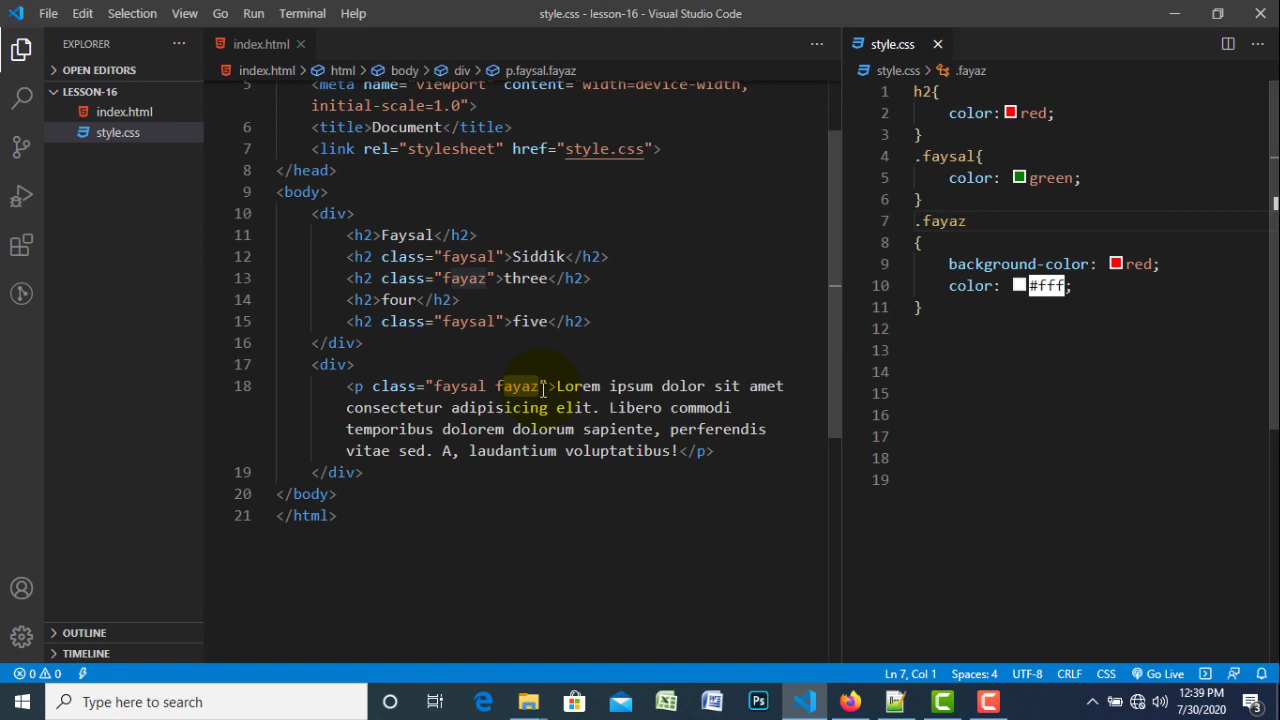 File Edit Selection View Go Run Terminal Help
style.css - lesson-16 - Visual Studio Code
EXPLORER
OPEN EDITORS
LESSON-16
index.html
style.css
OUTLINE
TIMELINE
index.html
index.html > html > body > div > p.faysal.fayaz
5 <meta name="viewport" content="width=device-width,
initial-scale=1.0">
6 <title>Document</title>
7 <link rel="stylesheet" href="style.css">
8 </head>
9 <body>
10 <div>
11 <h2>Faysal</h2>
12 <h2 class="faysal">Siddik</h2>
13 <h2 class="fayaz">three</h2>
14 <h2>four</h2>
15 <h2 class="faysal">five</h2>
16 </div>
17 <div>
18 <p class="faysal fayaz">Lorem ipsum dolor sit amet
consectetur adipisicing elit. Libero commodi
temporibus dolorem dolorum sapiente, perferendis
vitae sed. A, laudantium voluptatibus!</p>
19 </div>
20 </body>
21 </html>
style.css
style.css > .fayaz
1 h2{
2 color: red;
3 }
4 .faysal{
5 color: green;
6 }
7 .fayaz
8 {
9 background-color: red;
10 color: #fff;
11 }
12
13
14
15
16
17
18
19
0 0 Ln 7, Col 1 Spaces: 4 UTF-8 CRLF CSS Go Live
Type here to search
12:39 PM
7/30/2020
3